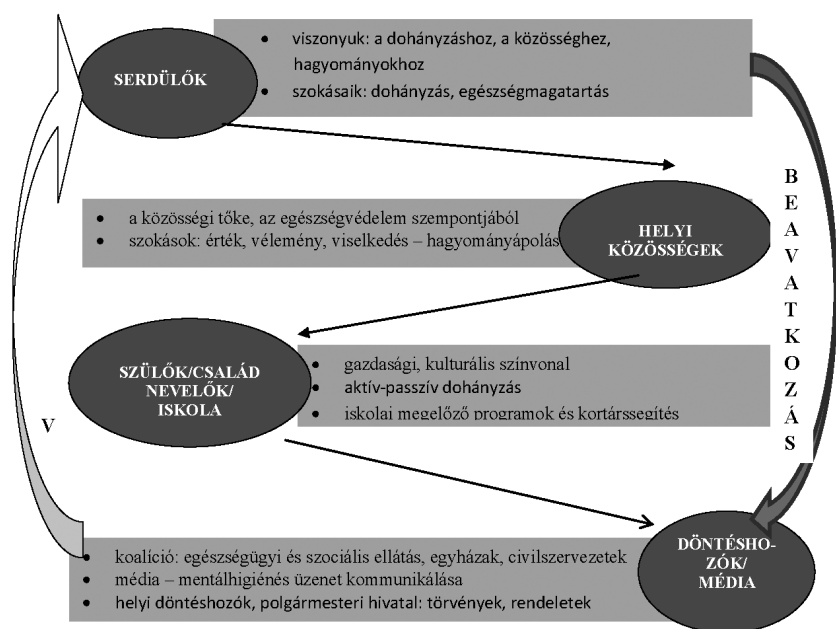 • viszonyuk: a dohányzáshoz, a közösséghez,
hagyományokhoz
• szokásaik: dohányzás, egészségmagatartás
SERDÜLŐK
• a közösségi tőke, az egészségvédelem szempontjából
• szokások: érték, vélemény, viselkedés – hagyományápolás
HELYI
KÖZÖSSÉGEK
SZÜLŐK/CSALÁD
NEVELŐK/
ISKOLA
• gazdasági, kulturális színvonal
• aktív-passzív dohányzás
• iskolai megelőző programok és kortárssegítés
DÖNTÉSHO-
ZÓK/
MÉDIA
• koalíció: egészségügyi és szociális ellátás, egyházak, civilszervezetek
• média – mentálhigiénés üzenet kommunikálása
• helyi döntéshozók, polgármesteri hivatal: törvények, rendeletek
V
B
E
A
V
A
T
K
O
Z
Á
S